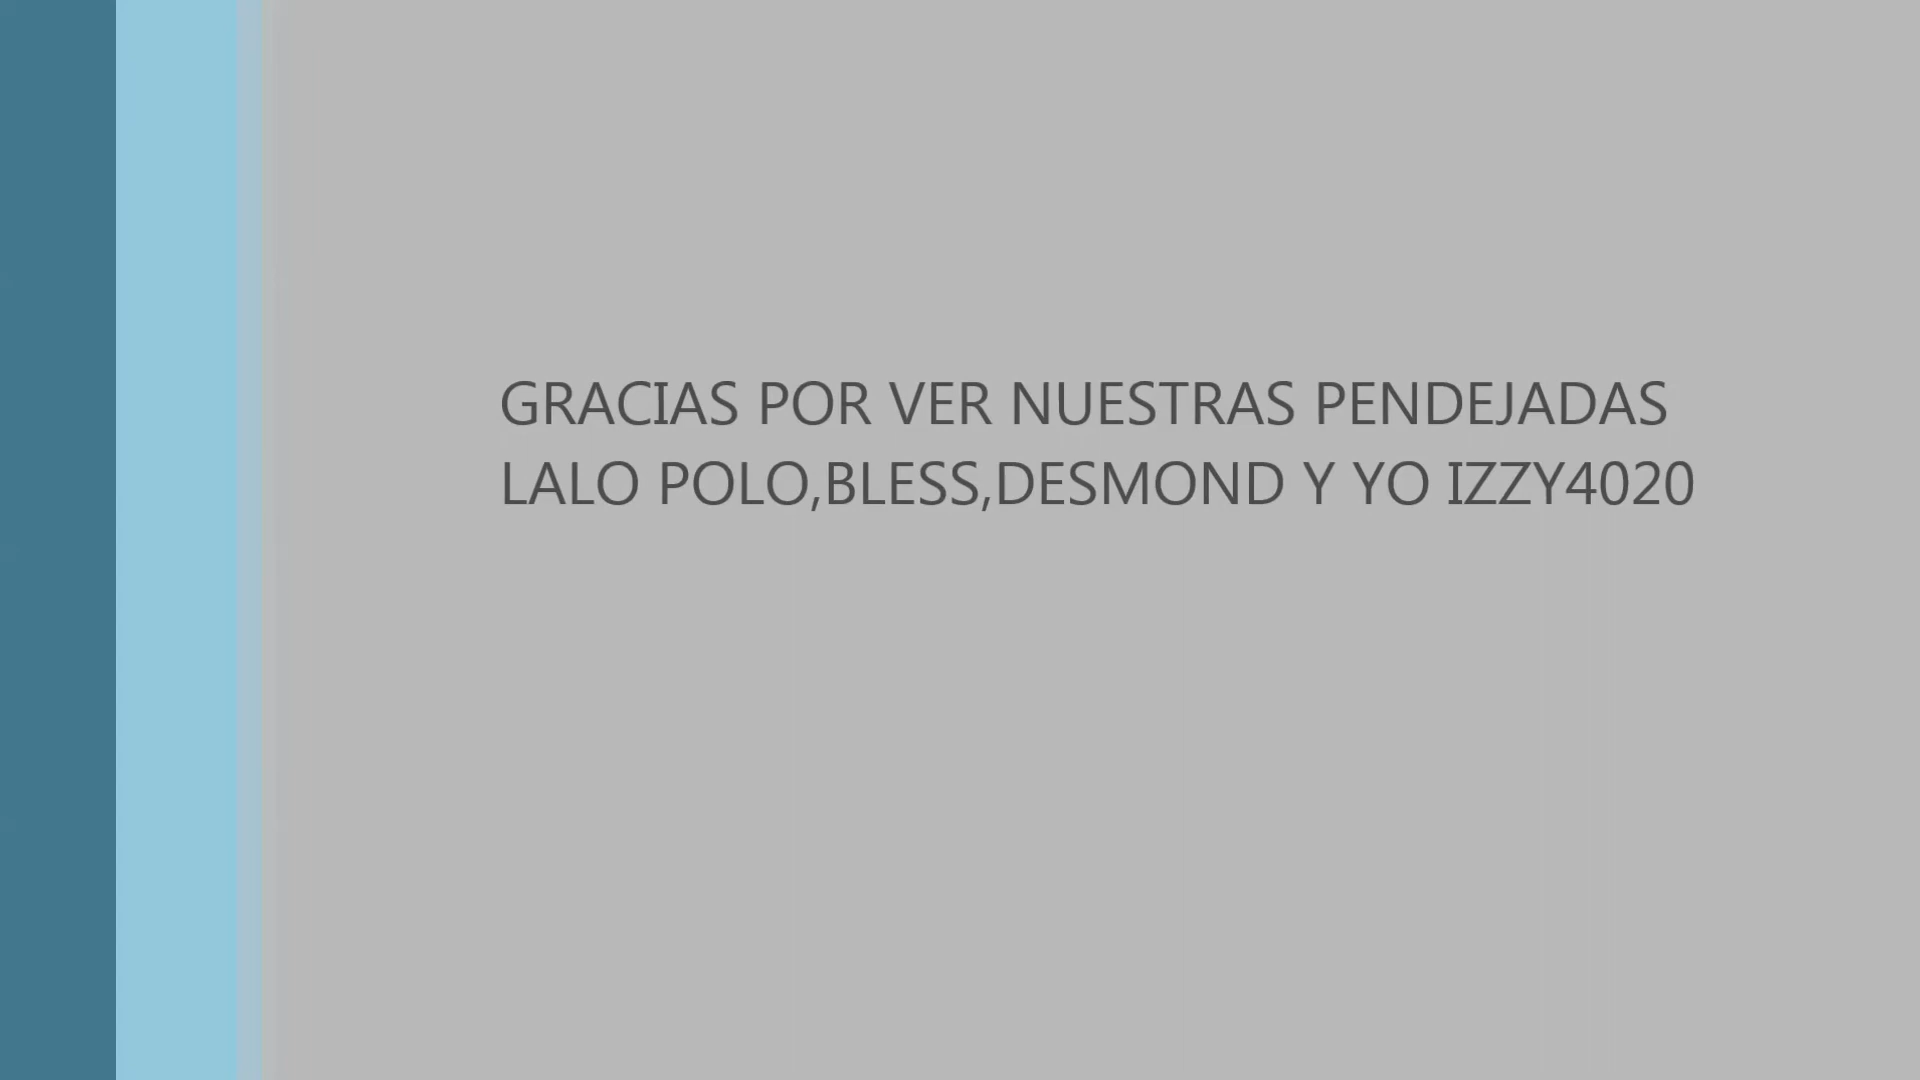 GRACIAS POR VER NUESTRAS PENDEJADAS
LALO POLO,BLESS,DESMOND Y YO IZZY4020